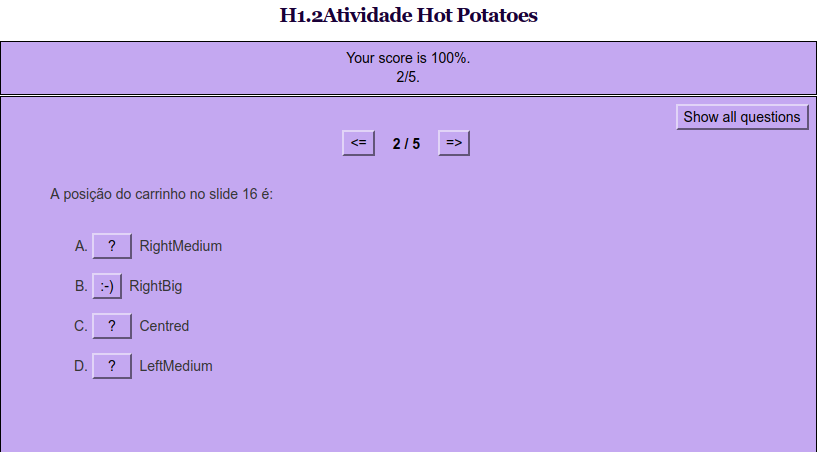 H1.2Atividade Hot Potatoes
Your score is 100%.
2/5.
Show all questions
<= 2 / 5 =>
A posição do carrinho no slide 16 é:
A. ? RightMedium
B. :-) RightBig
C. ? Centred
D. ? LeftMedium